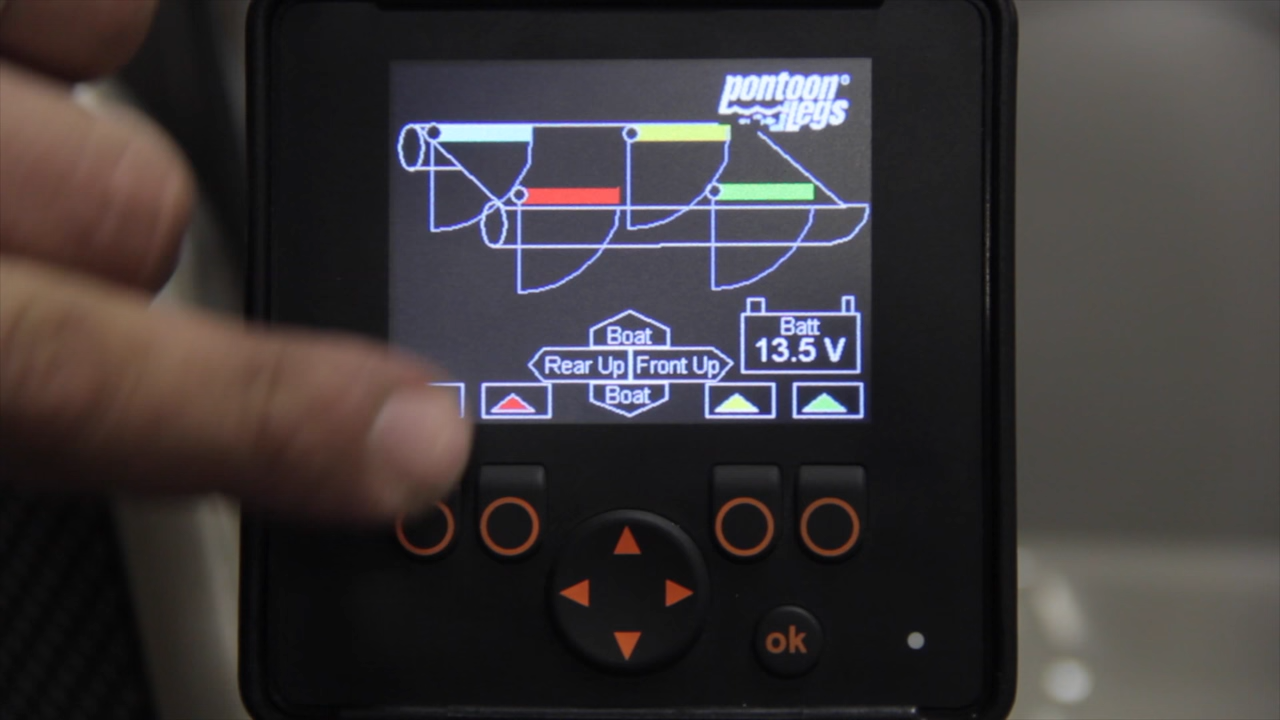 pontoon
Legs
Boat
Rear Up Front Up
Boat
Batt
13.5 V
ok